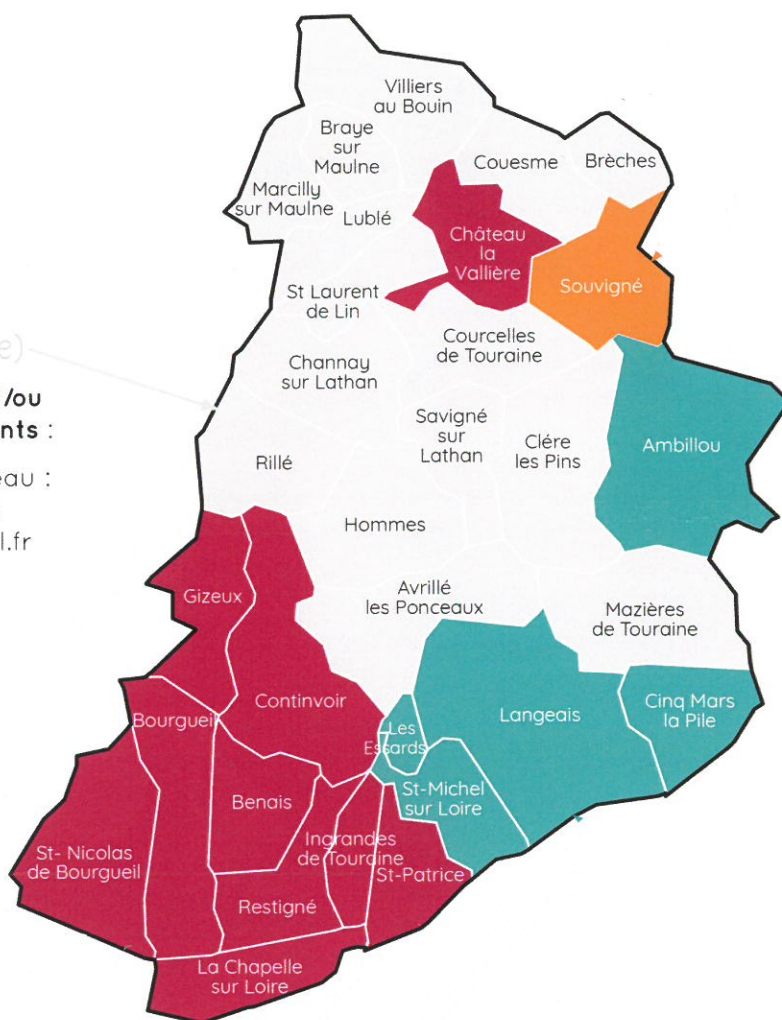 Villiers
au Bouin
Braye
sur
Maulne
Couesme
Brèches
Marcilly
sur Maulne
Lublé
Château
la
Vallière
Souvigné
St Laurent
de Lin
Courcelles
de Touraine
Channay
sur Lathan
e)
/ou
nts :
Savigné
sur
Lathan
Clére
les Pins
Ambillou
Rillé
eau :
l.fr
Hommes
Avrillé
les Ponceaux
Gizeux
Mazières
de Touraine
Continvoir
Bourgueil
Langeais
Cinq Mars
la Pile
Les
Essards
St-Michel
sur Loire
Benais
Ingrandes
de Touraine
St- Nicolas
de Bourgueil
St-Patrice
Restigné
La Chapelle
sur Loire